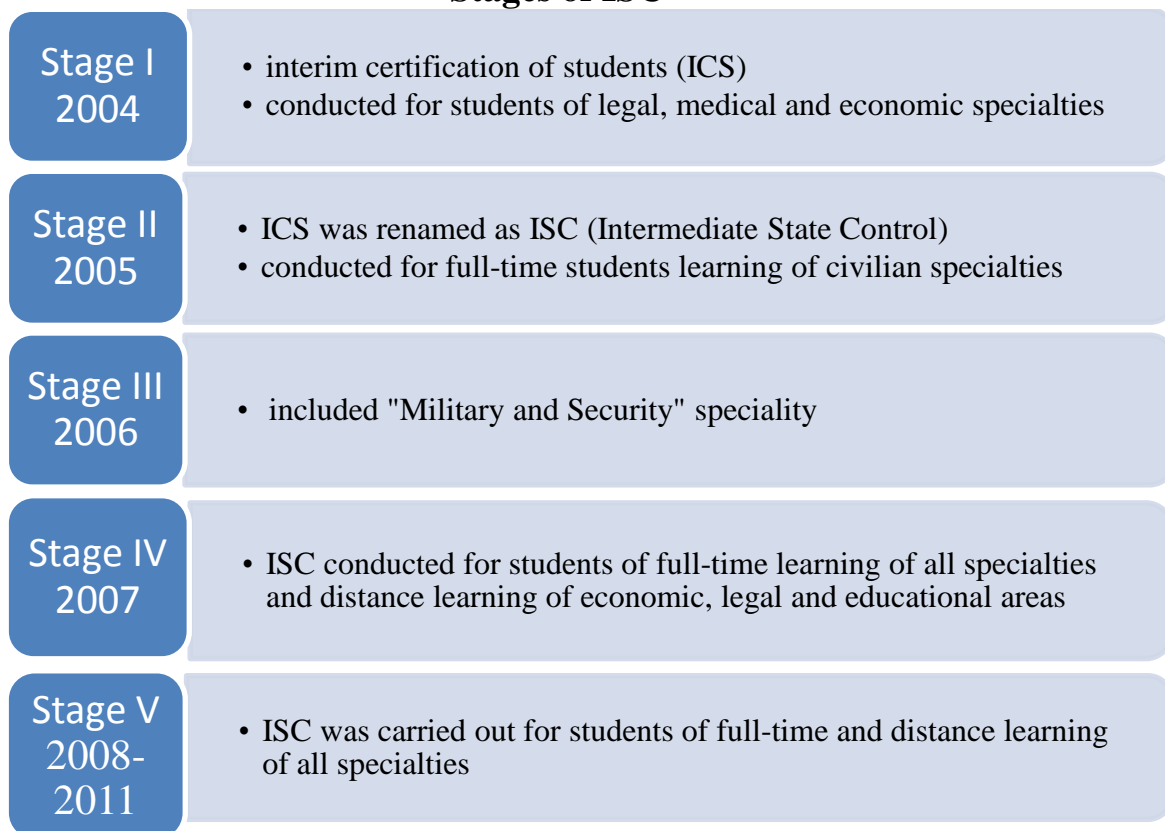 Stages of ISC
Stage I
2004
• interim certification of students (ICS)
• conducted for students of legal, medical and economic specialties
Stage II
2005
• ICS was renamed as ISC (Intermediate State Control)
• conducted for full-time students learning of civilian specialties
Stage III
2006
• included "Military and Security" speciality
Stage IV
2007
• ISC conducted for students of full-time learning of all specialties
and distance learning of economic, legal and educational areas
Stage V
2008-
2011
• ISC was carried out for students of full-time and distance learning
of all specialties